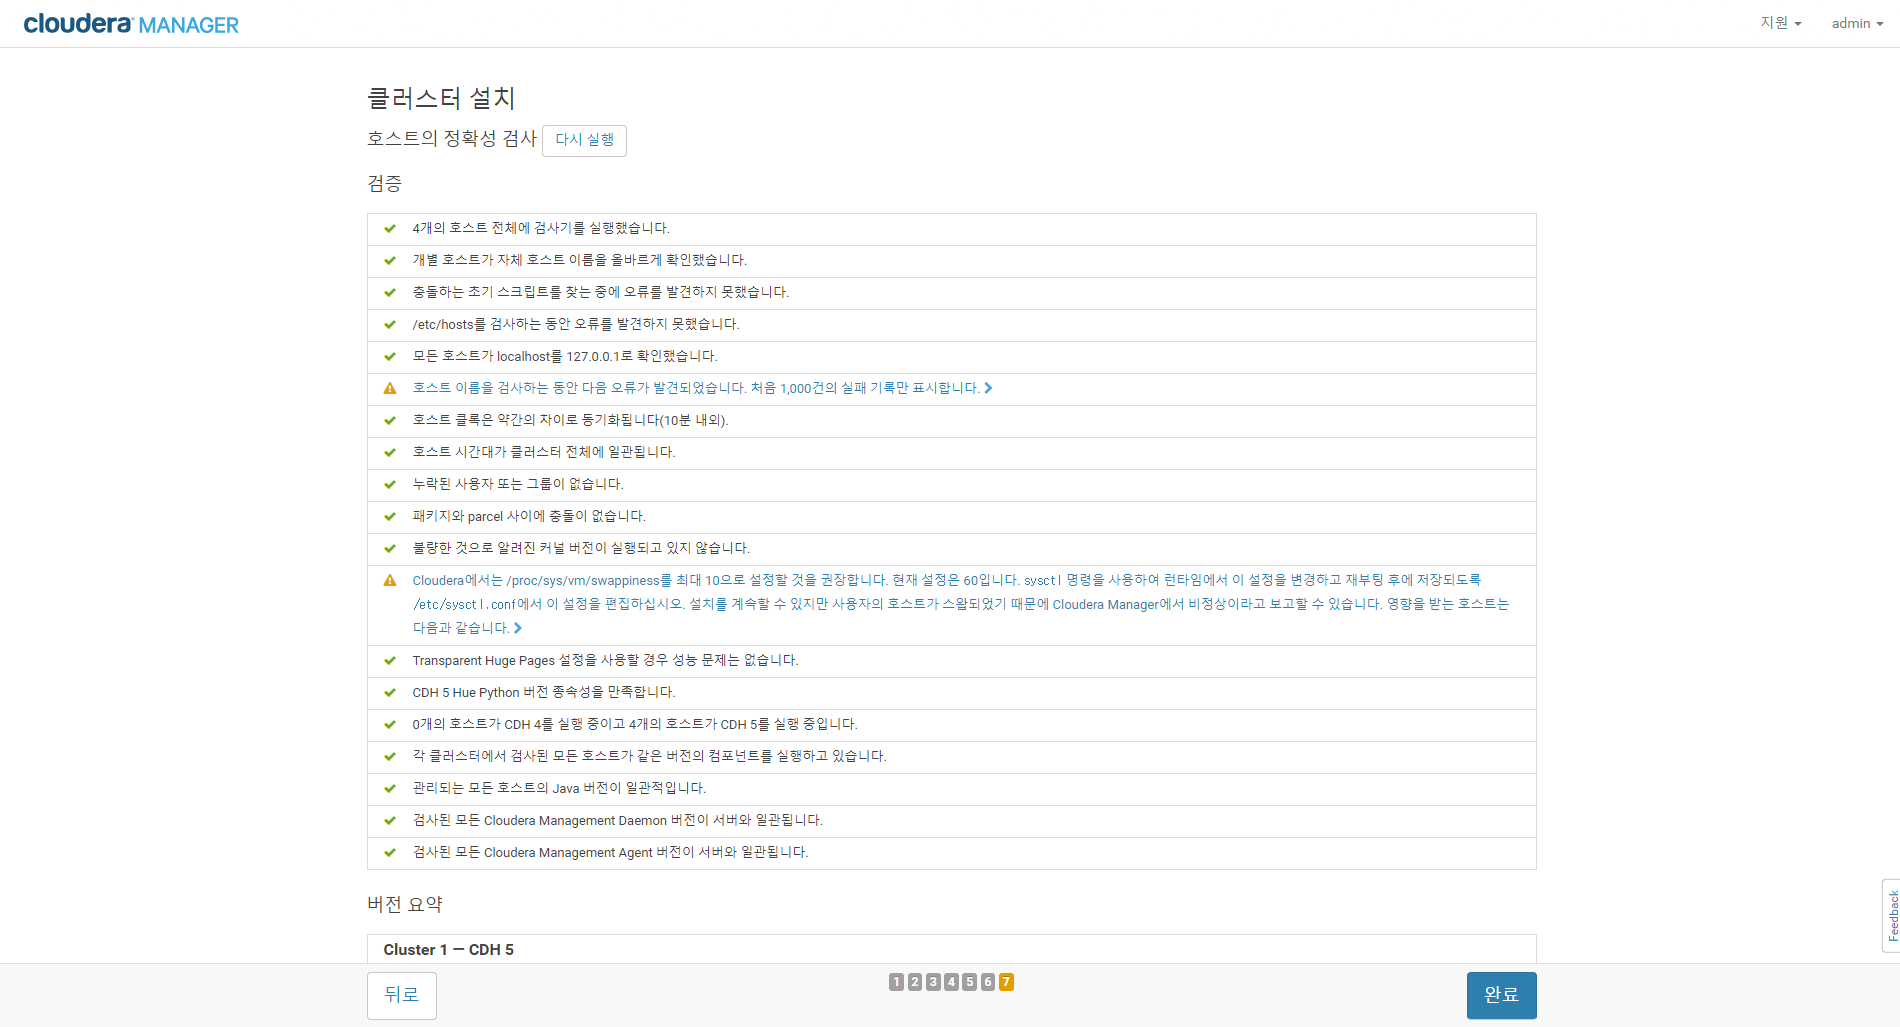 cloudera MANAGER
지원
admin
클러스터 설치
호스트의 정확성 검사
다시 실행
검증
4개의 호스트 전체에 검사기를 실행했습니다.
개별 호스트가 자체 호스트 이름을 올바르게 확인했습니다.
충돌하는 초기 스크립트를 찾는 중에 오류를 발견하지 못했습니다.
/etc/hosts를 검사하는 동안 오류를 발견하지 못했습니다.
모든 호스트가 localhost를 127.0.0.1로 확인했습니다.
호스트 이름을 검사하는 동안 다음 오류가 발견되었습니다. 처음 1,000건의 실패 기록만 표시합니다.
호스트 클록은 약간의 차이로 동기화됩니다(10분 내외).
호스트 시간대가 클러스터 전체에 일관됩니다.
누락된 사용자 또는 그룹이 없습니다.
패키지와 parcel 사이에 충돌이 없습니다.
불량한 것으로 알려진 커널 버전이 실행되고 있지 않습니다.
Cloudera에서는 /proc/sys/vm/swappiness를 최대 10으로 설정할 것을 권장합니다. 현재 설정은 60입니다. sysctl 명령을 사용하여 런타임에서 이 설정을 변경하고 재부팅 후에 저장되도록
/etc/sysctl.conf에서 이 설정을 편집하십시오. 설치를 계속할 수 있지만 사용자의 호스트가 스왑되었기 때문에 Cloudera Manager에서 비정상이라고 보고할 수 있습니다. 영향을 받는 호스트는
다음과 같습니다.
Transparent Huge Pages 설정을 사용할 경우 성능 문제는 없습니다.
CDH 5 Hue Python 버전 종속성을 만족합니다.
0개의 호스트가 CDH 4를 실행 중이고 4개의 호스트가 CDH 5를 실행 중입니다.
각 클러스터에서 검사된 모든 호스트가 같은 버전의 컴포넌트를 실행하고 있습니다.
관리되는 모든 호스트의 Java 버전이 일관적입니다.
검사된 모든 Cloudera Management Daemon 버전이 서버와 일관됩니다.
검사된 모든 Cloudera Management Agent 버전이 서버와 일관됩니다.
버전 요약
Cluster 1 — CDH 5
Feedback
뒤로
1 2 3 4 5 6 7
완료